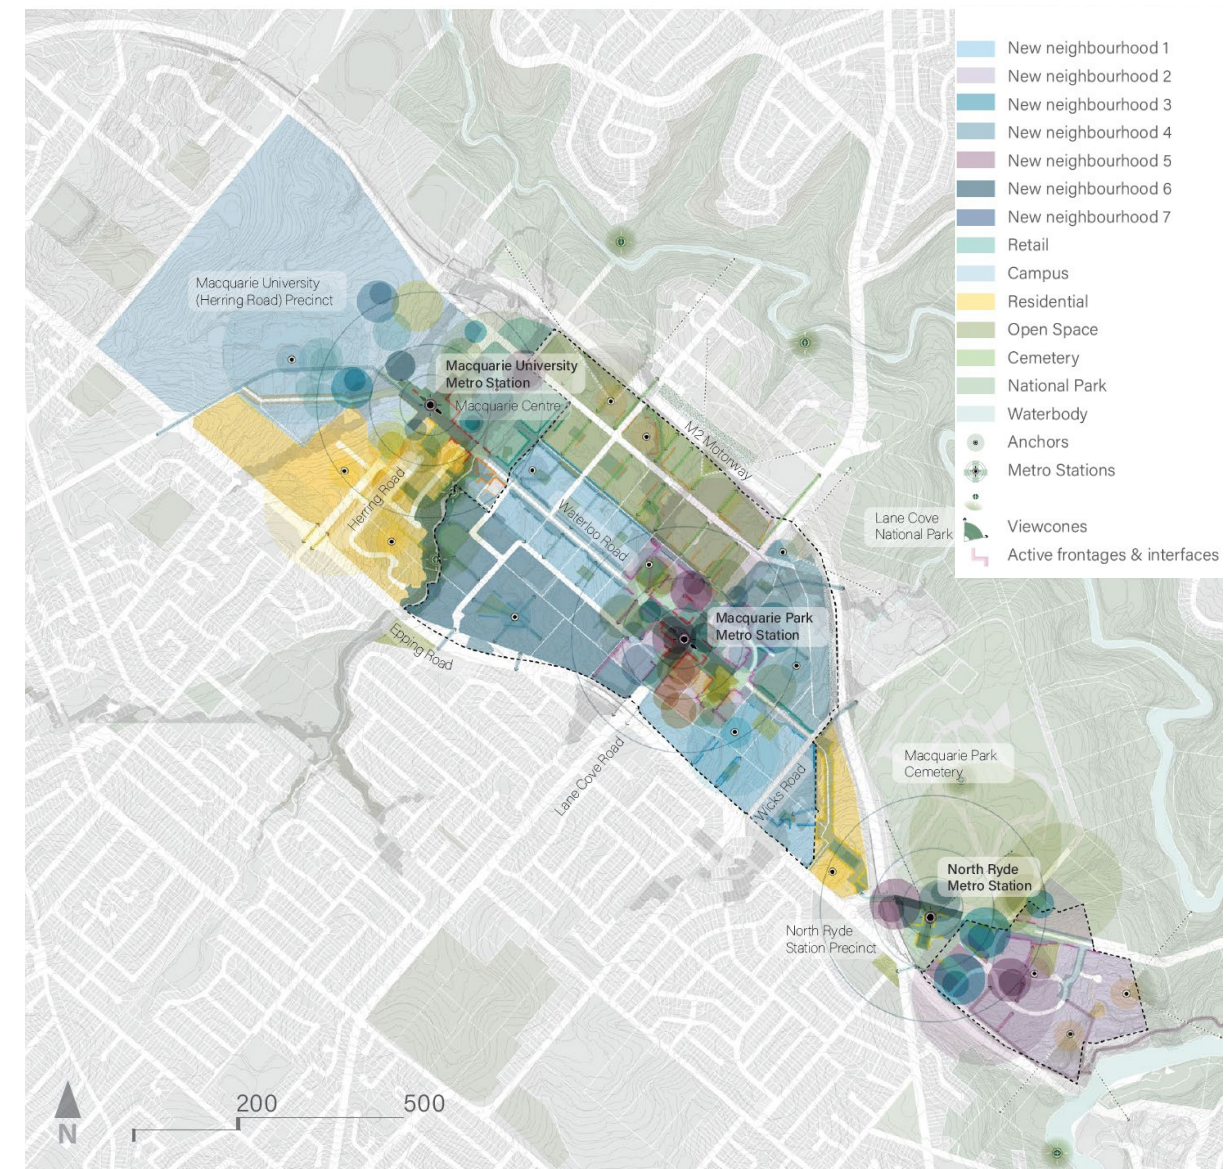 New neighbourhood 1
New neighbourhood 2
New neighbourhood 3
New neighbourhood 4
New neighbourhood 5
New neighbourhood 6
New neighbourhood 7
Retail
Campus
Residential
Open Space
Cemetery
National Park
Waterbody
Anchors
Metro Stations
Viewcones
Active frontages & interfaces
Macquarie University
(Herring Road) Precinct
Macquarie University
Metro Station
Macquarie Centre
M2 Motorway
Herring Road
Waterloo Road
Lane Cove
National Park
Macquarie Park
Metro Station
Epping Road
Lane Cove Road
Wicks Road
Macquarie Park
Cemetery
North Ryde
Metro Station
North Ryde
Station Precinct
200
500
N